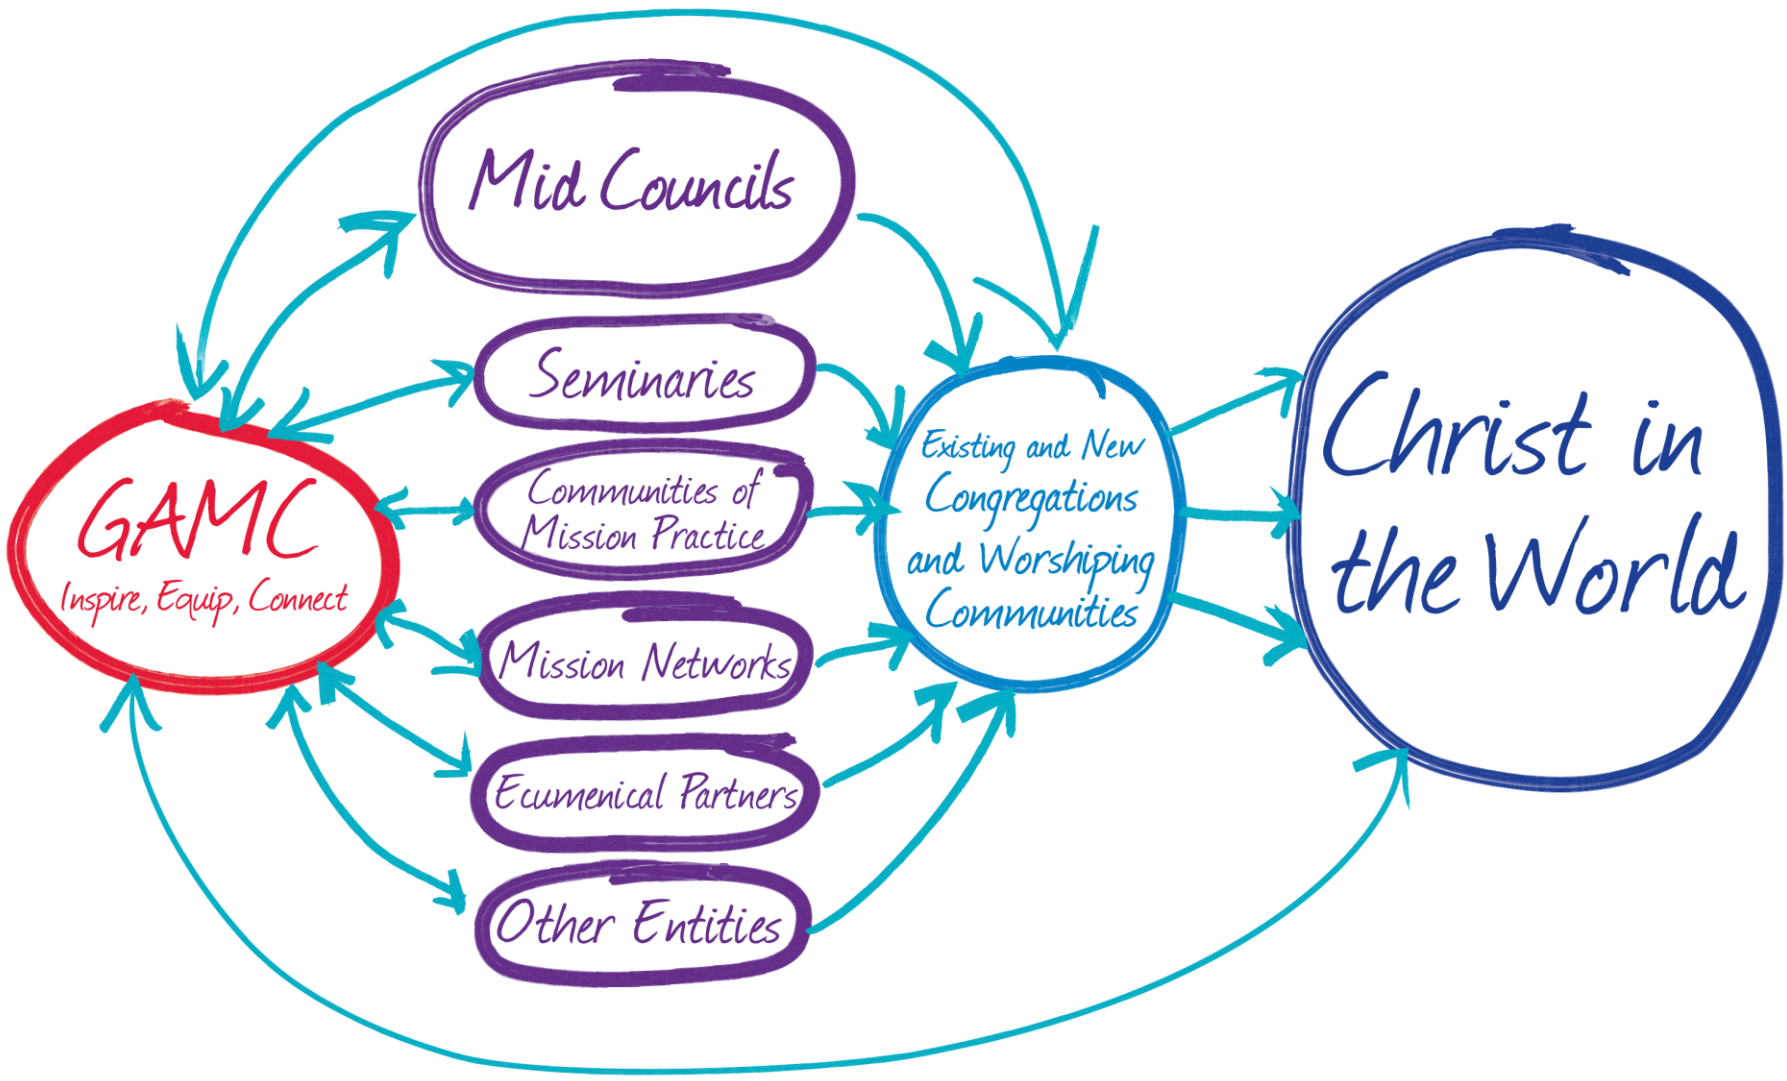 Mid Councils
Seminaries
Communities of
Mission Practice
Mission Networks
Ecumenical Partners
Other Entities
GAMC
Inspire, Equip, Connect
Existing and New
Congregations
and Worshiping
Communities
Christ in
the World